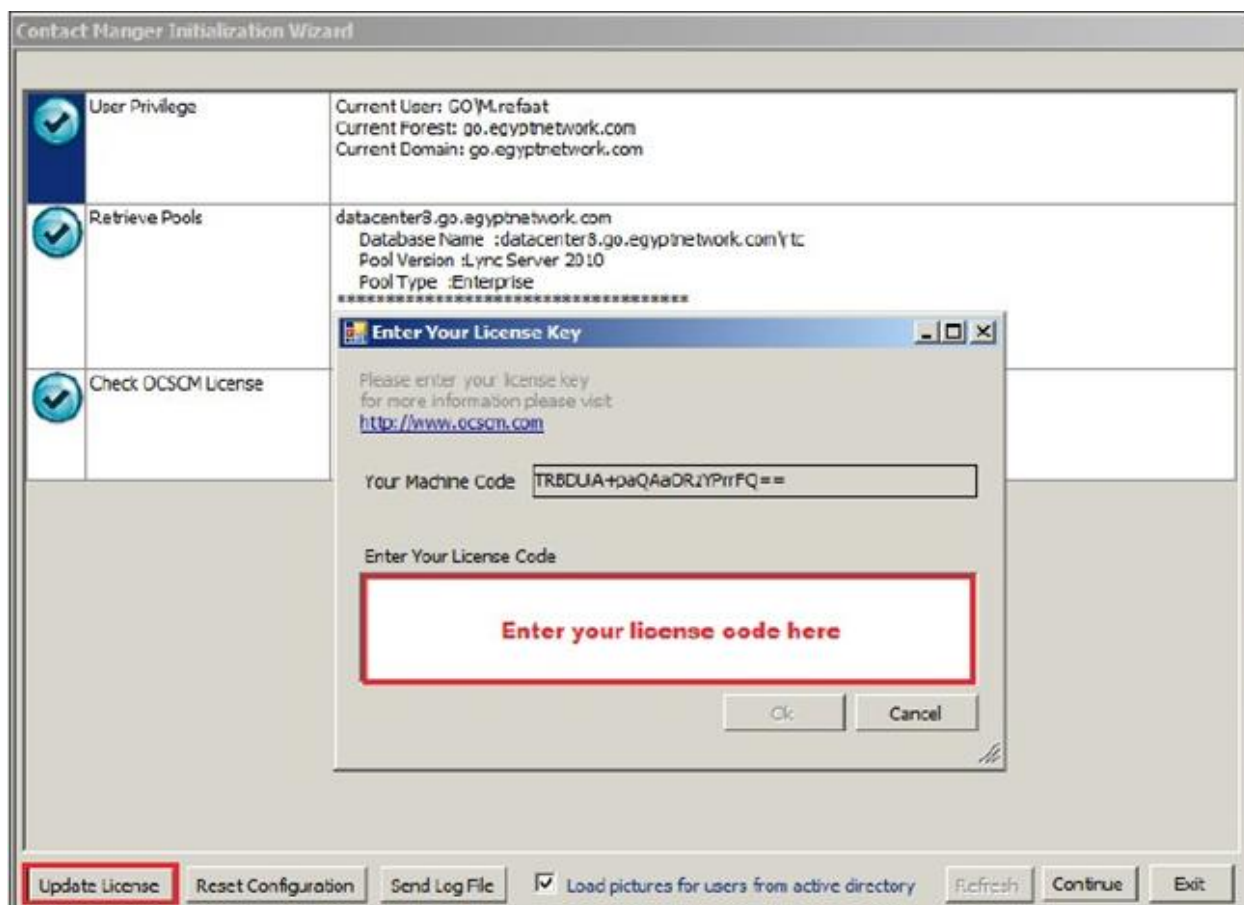 Contact Manger Initialization Wizard
User Privilege
Current User: GO\M.refaat
Current Forest: go.egyptnetwork.com
Current Domain: go.egyptnetwork.com
Retrieve Pools
datacenter8.go.egyptnetwork.com
Database Name :datacenter8.go.egyptnetwork.com\rtc
Pool Version :Lync Server 2010
Pool Type :Enterprise
************************************
Check OCSCM License
Enter Your License Key
Please enter your license key
for more information please visit
http://www.ocscm.com
Your Machine Code
Enter Your License Code
Enter your license code here
Ok
Cancel
Update License
Reset Configuration
Send Log File
Load pictures for users from active directory
Refresh
Continue
Exit